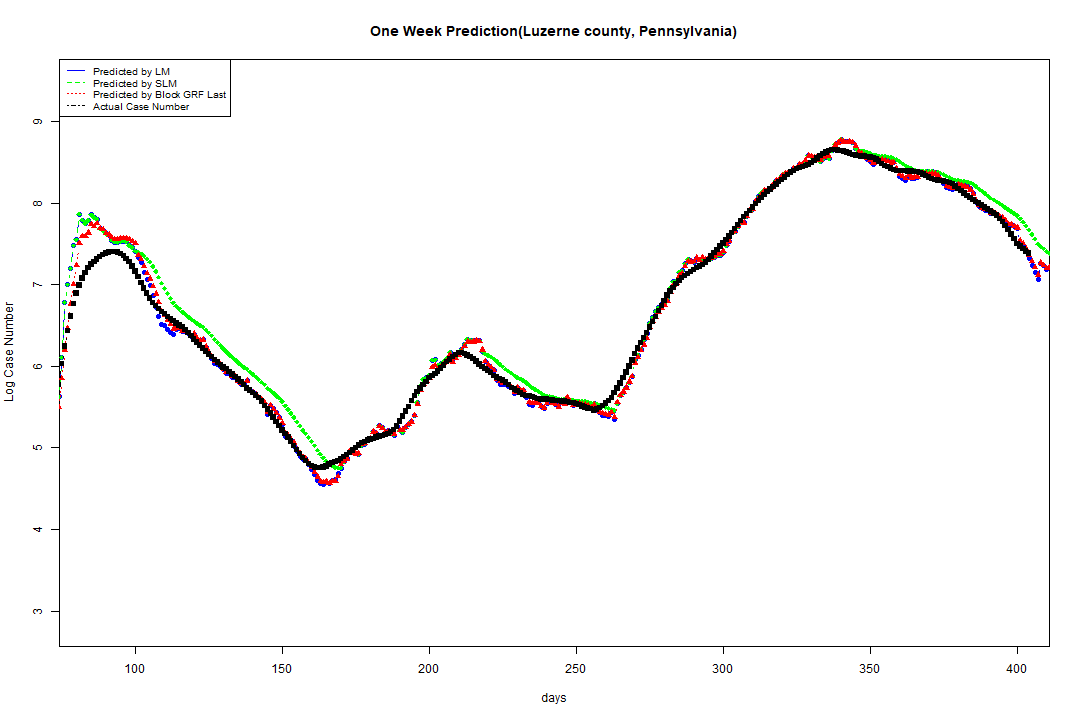 One Week Prediction(Luzerne county, Pennsylvania)
Predicted by LM
Predicted by SLM
Predicted by Block GRF Last
Actual Case Number
Log Case Number
9
8
7
6
5
4
3
100 150 200 250 300 350 400
days